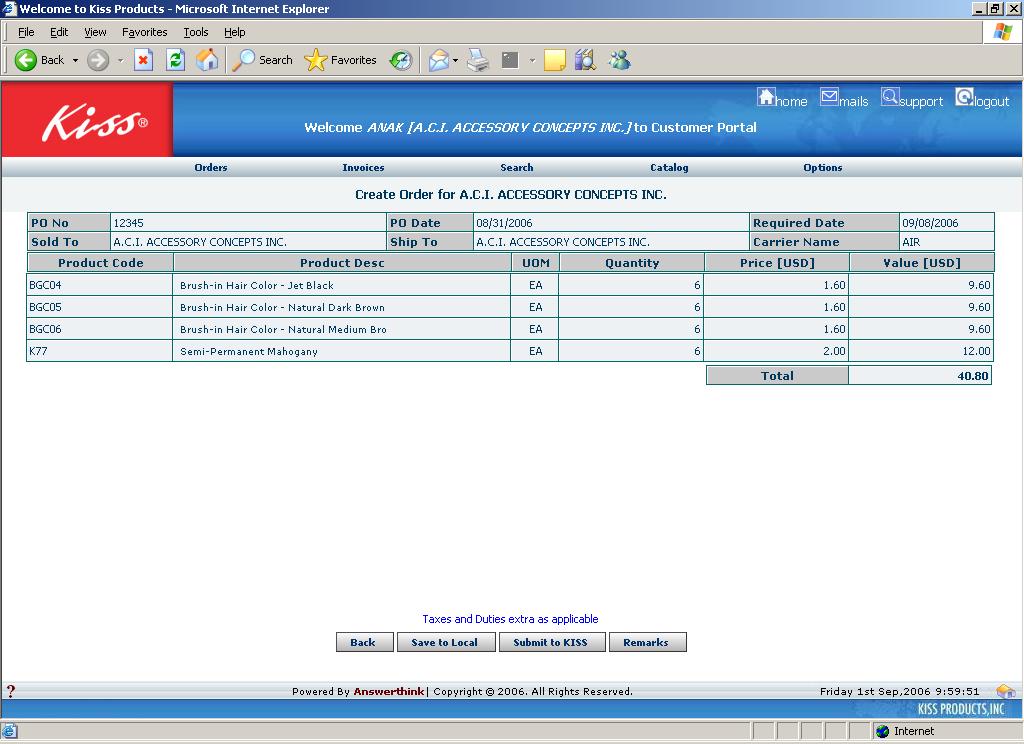 Welcome to Kiss Products - Microsoft Internet Explorer
File Edit View Favorites Tools Help
Back Search Favorites
Kiss®
home mails support logout
Welcome ANAK [A.C.I. ACCESSORY CONCEPTS INC.] to Customer Portal
Orders Invoices Search Catalog Options
Create Order for A.C.I. ACCESSORY CONCEPTS INC.
PO No 12345 PO Date 08/31/2006 Required Date 09/08/2006
Sold To A.C.I. ACCESSORY CONCEPTS INC. Ship To A.C.I. ACCESSORY CONCEPTS INC. Carrier Name AIR
Product Code Product Desc UOM Quantity Price [USD] Value [USD]
BGC04 Brush-in Hair Color - Jet Black EA 6 1.60 9.60
BGC05 Brush-in Hair Color - Natural Dark Brown EA 6 1.60 9.60
BGC06 Brush-in Hair Color - Natural Medium Bro EA 6 1.60 9.60
K77 Semi-Permanent Mahogany EA 6 2.00 12.00
Total 40.80
Taxes and Duties extra as applicable
Back Save to Local Submit to KISS Remarks
? Powered By Answerthink| Copyright © 2006. All Rights Reserved. Friday 1st Sep,2006 9:59:51
KISS PRODUCTS,INC
Internet